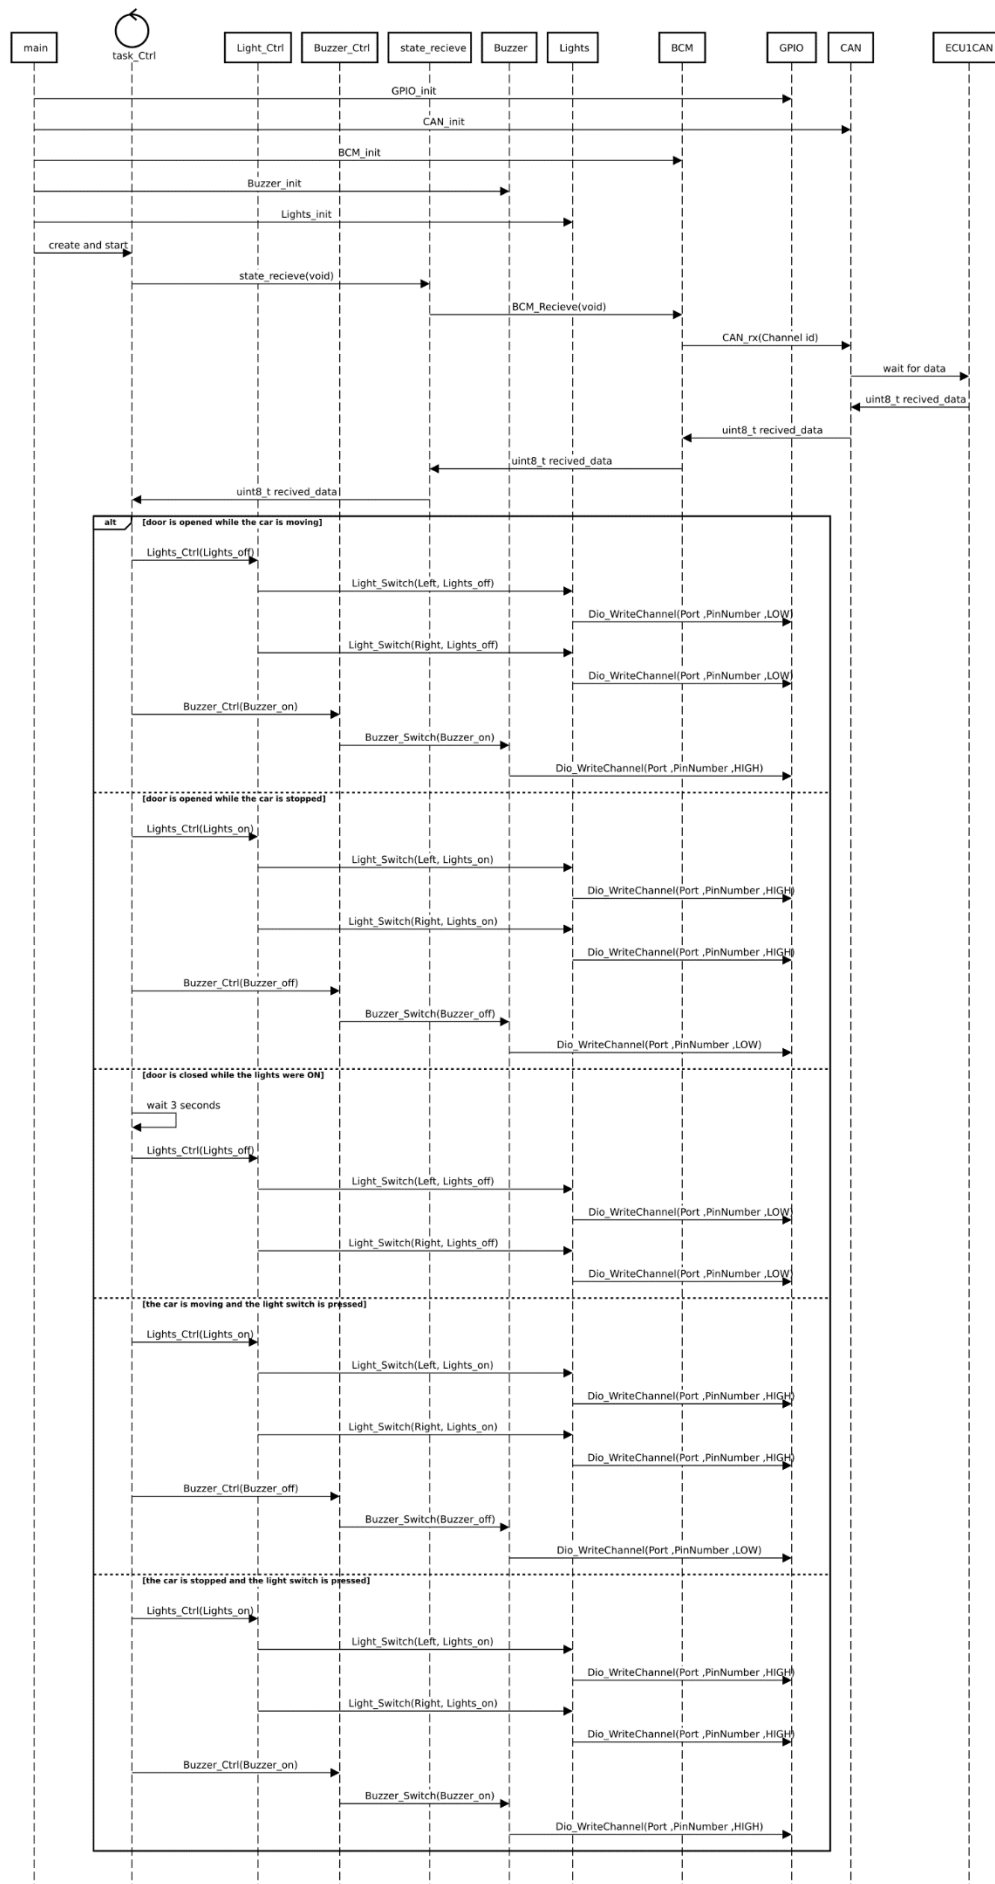 main
task_Ctrl
Light_Ctrl
Buzzer_Ctrl
state_recieve
Buzzer
Lights
BCM
GPIO
CAN
ECU1CAN
GPIO_init
CAN_init
BCM_init
Buzzer_init
Lights_init
create and start
state_recieve(void)
BCM_Recieve(void)
CAN_rx(Channel id)
wait for data
uint8_t recived_data
uint8_t recived_data
uint8_t recived_data
uint8_t recived_data
alt [door is opened while the car is moving]
Lights_Ctrl(Lights_off)
Light_Switch(Left, Lights_off)
Dio_WriteChannel(Port ,PinNumber ,LOW)
Light_Switch(Right, Lights_off)
Dio_WriteChannel(Port ,PinNumber ,LOW)
Buzzer_Ctrl(Buzzer_on)
Buzzer_Switch(Buzzer_on)
Dio_WriteChannel(Port ,PinNumber ,HIGH)
[door is opened while the car is stopped]
Lights_Ctrl(Lights_on)
Light_Switch(Left, Lights_on)
Dio_WriteChannel(Port ,PinNumber ,HIGH)
Light_Switch(Right, Lights_on)
Dio_WriteChannel(Port ,PinNumber ,HIGH)
Buzzer_Ctrl(Buzzer_off)
Buzzer_Switch(Buzzer_off)
Dio_WriteChannel(Port ,PinNumber ,LOW)
[door is closed while the lights were ON]
wait 3 seconds
Lights_Ctrl(Lights_off)
Light_Switch(Left, Lights_off)
Dio_WriteChannel(Port ,PinNumber ,LOW)
Light_Switch(Right, Lights_off)
Dio_WriteChannel(Port ,PinNumber ,LOW)
[the car is moving and the light switch is pressed]
Lights_Ctrl(Lights_on)
Light_Switch(Left, Lights_on)
Dio_WriteChannel(Port ,PinNumber ,HIGH)
Light_Switch(Right, Lights_on)
Dio_WriteChannel(Port ,PinNumber ,HIGH)
Buzzer_Ctrl(Buzzer_off)
Buzzer_Switch(Buzzer_off)
Dio_WriteChannel(Port ,PinNumber ,LOW)
[the car is stopped and the light switch is pressed]
Lights_Ctrl(Lights_on)
Light_Switch(Left, Lights_on)
Dio_WriteChannel(Port ,PinNumber ,HIGH)
Light_Switch(Right, Lights_on)
Dio_WriteChannel(Port ,PinNumber ,HIGH)
Buzzer_Ctrl(Buzzer_on)
Buzzer_Switch(Buzzer_on)
Dio_WriteChannel(Port ,PinNumber ,HIGH)